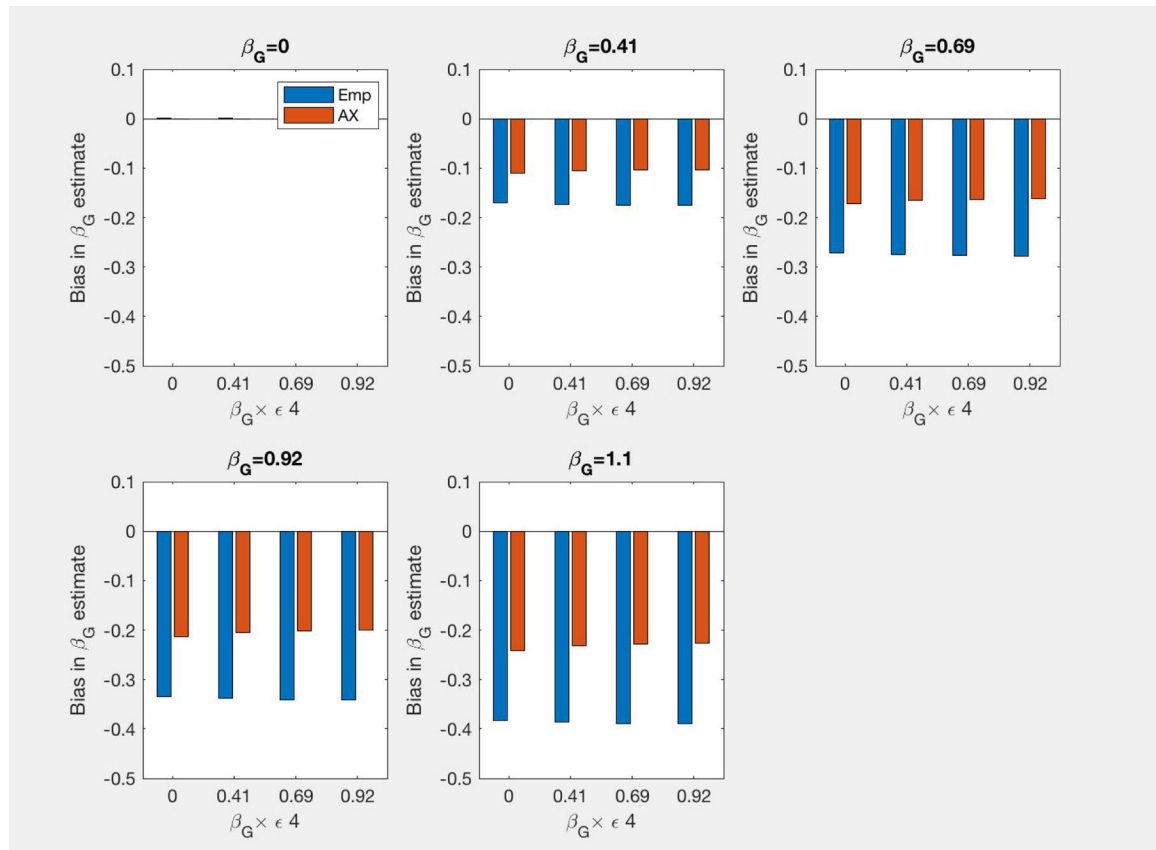 β_G=0
0.1
0
-0.1
-0.2
-0.3
-0.4
-0.5
Bias in β_G estimate
Emp
AX
0 0.41 0.69 0.92
β_G× ϵ 4
β_G=0.41
0.1
0
-0.1
-0.2
-0.3
-0.4
-0.5
Bias in β_G estimate
0 0.41 0.69 0.92
β_G× ϵ 4
β_G=0.69
0.1
0
-0.1
-0.2
-0.3
-0.4
-0.5
Bias in β_G estimate
0 0.41 0.69 0.92
β_G× ϵ 4
β_G=0.92
0.1
0
-0.1
-0.2
-0.3
-0.4
-0.5
Bias in β_G estimate
0 0.41 0.69 0.92
β_G× ϵ 4
β_G=1.1
0.1
0
-0.1
-0.2
-0.3
-0.4
-0.5
Bias in β_G estimate
0 0.41 0.69 0.92
β_G× ϵ 4